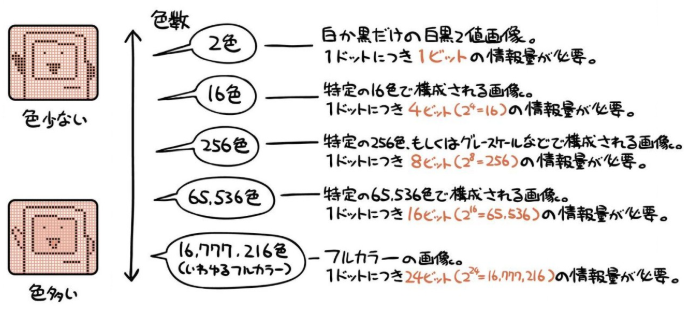 色数
2色
白か黒だけの白黒2値画像。
1ドットにつき1ビットの情報量が必要。
16色
特定の16色で構成される画像。
1ドットにつき4ビット(2⁴=16)の情報量が必要。
色少ない
256色
特定の256色、もしくはグレースケールなどで構成される画像。
1ドットにつき8ビット(2⁸=256)の情報量が必要。
65,536色
特定の65,536色で構成される画像。
1ドットにつき16ビット(2¹⁶=65,536)の情報量が必要。
16,777,216色
(いわゆるフルカラー)
フルカラーの画像。
1ドットにつき24ビット(2²⁴=16,777,216)の情報量が必要。
色多い